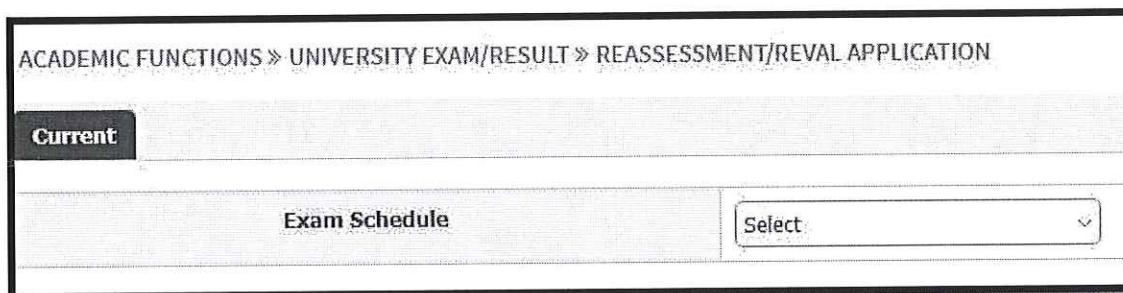 ACADEMIC FUNCTIONS » UNIVERSITY EXAM/RESULT » REASSESSMENT/REVAL APPLICATION
Current
Exam Schedule Select